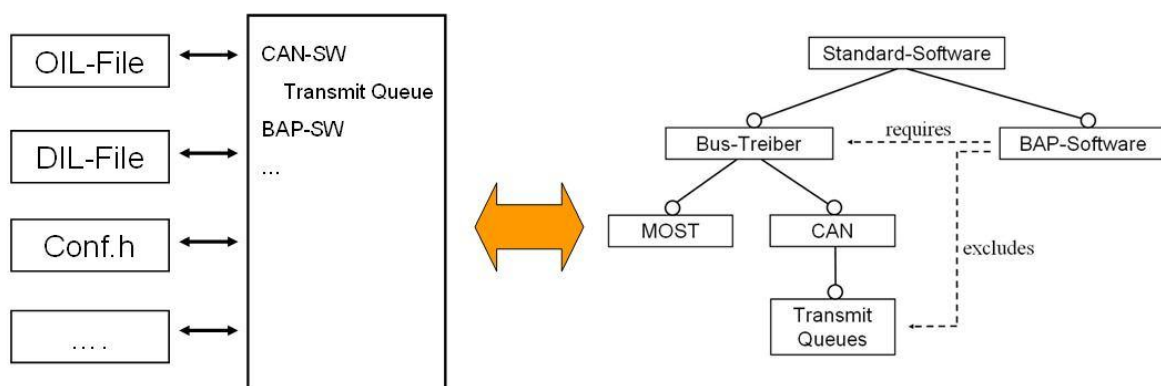 OIL-File
DIL-File
Conf.h
... .
CAN-SW
Transmit Queue
BAP-SW
...
Standard-Software
Bus-Treiber
requires
BAP-Software
MOST
CAN
excludes
Transmit
Queues